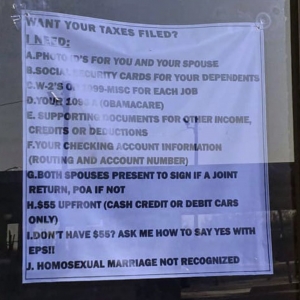 WANT YOUR TAXES FILED?
I NEED:
A.PHOTO ID'S FOR YOU AND YOUR SPOUSE
B.SOCIAL SECURITY CARDS FOR YOUR DEPENDENTS
C.W-2'S OR 1099-MISC FOR EACH JOB
D.YOUR 1095 A (OBAMACARE)
E. SUPPORTING DOCUMENTS FOR OTHER INCOME,
CREDITS OR DEDUCTIONS
F.YOUR CHECKING ACCOUNT INFORMATION
(ROUTING AND ACCOUNT NUMBER)
G.BOTH SPOUSES PRESENT TO SIGN IF A JOINT
RETURN, POA IF NOT
H.$55 UPFRONT (CASH CREDIT OR DEBIT CARS
ONLY)
I.DON'T HAVE $55? ASK ME HOW TO SAY YES WITH
EPS!!
J. HOMOSEXUAL MARRIAGE NOT RECOGNIZED